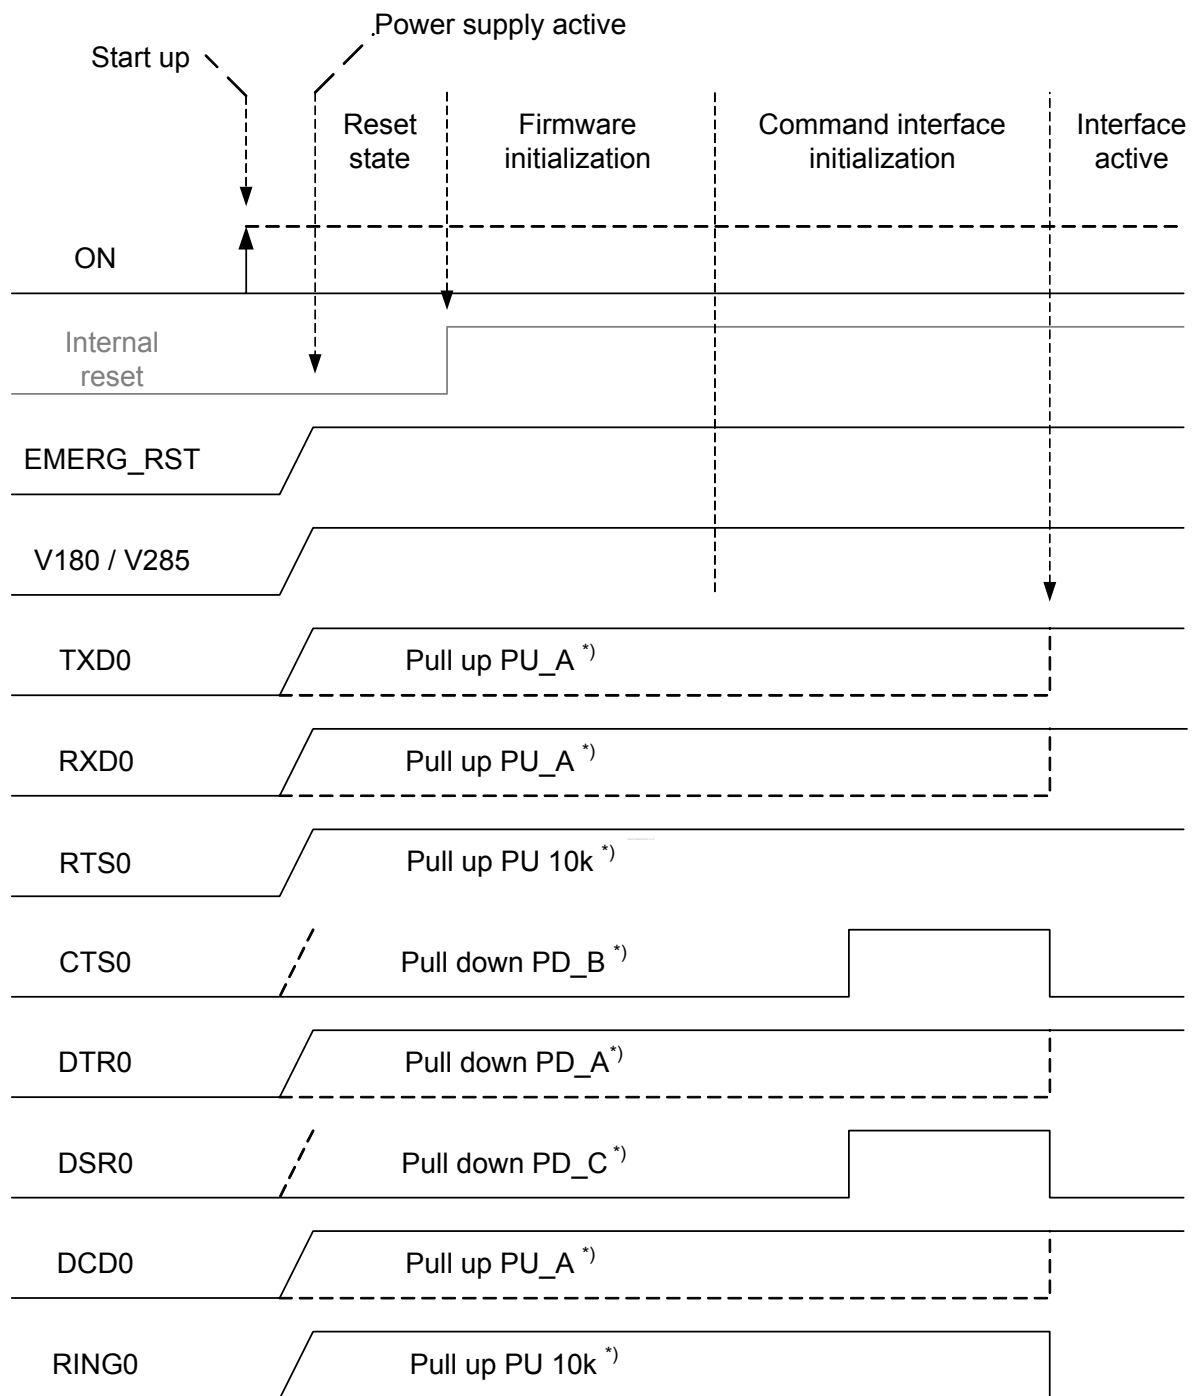 Power supply active
Start up
Reset
state
Firmware
initialization
Command interface
initialization
Interface
active
ON
Internal
reset
EMERG_RST
V180 / V285
TXD0
Pull up PU_A *)
RXD0
Pull up PU_A *)
RTS0
Pull up PU 10k *)
CTS0
Pull down PD_B *)
DTR0
Pull down PD_A *)
DSR0
Pull down PD_C *)
DCD0
Pull up PU_A *)
RING0
Pull up PU 10k *)